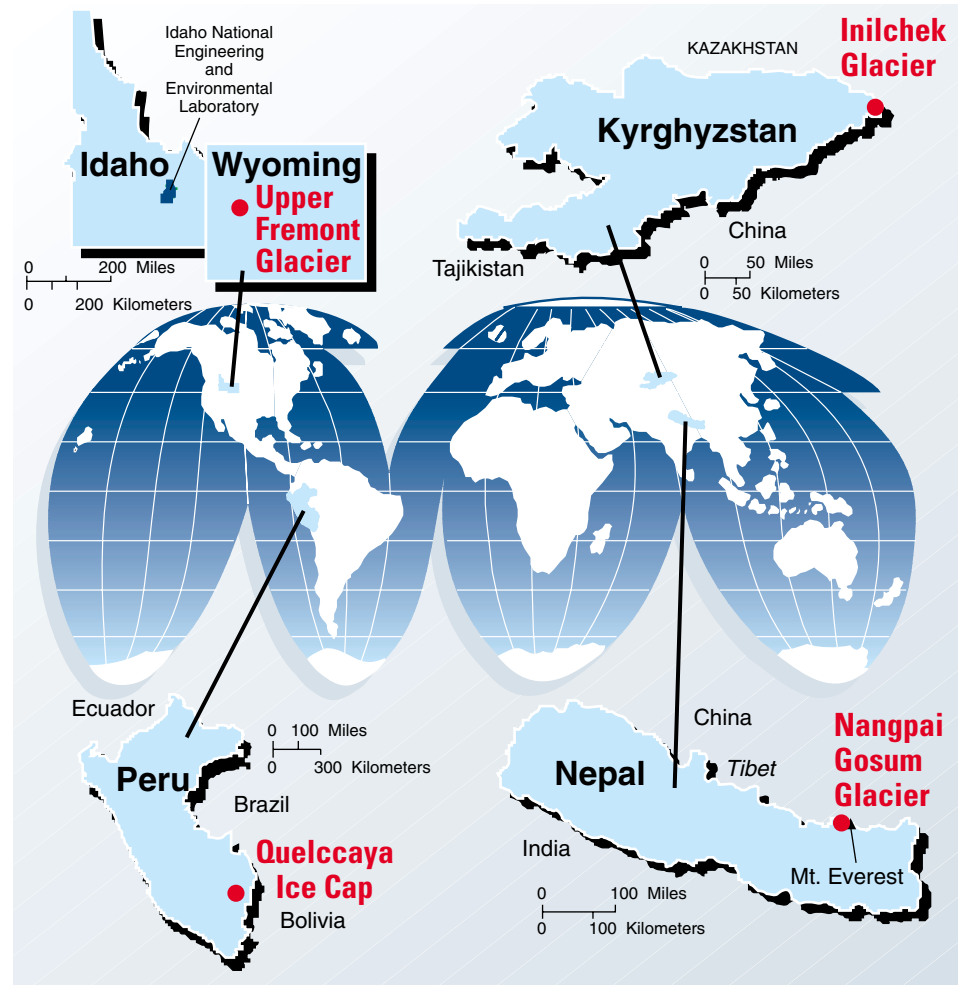 Idaho National
Engineering
and
Environmental
Laboratory
Idaho
Wyoming
Upper
Fremont
Glacier
0 200 Miles
0 200 Kilometers
Inilchek
Glacier
KAZAKHSTAN
Kyrghyzstan
China
Tajikistan
0 50 Miles
0 50 Kilometers
Ecuador
0 100 Miles
0 300 Kilometers
Peru
Brazil
Quelccaya
Ice Cap
Bolivia
China
Nangpai
Gosum
Glacier
Nepal
Tibet
India
Mt. Everest
0 100 Miles
0 100 Kilometers